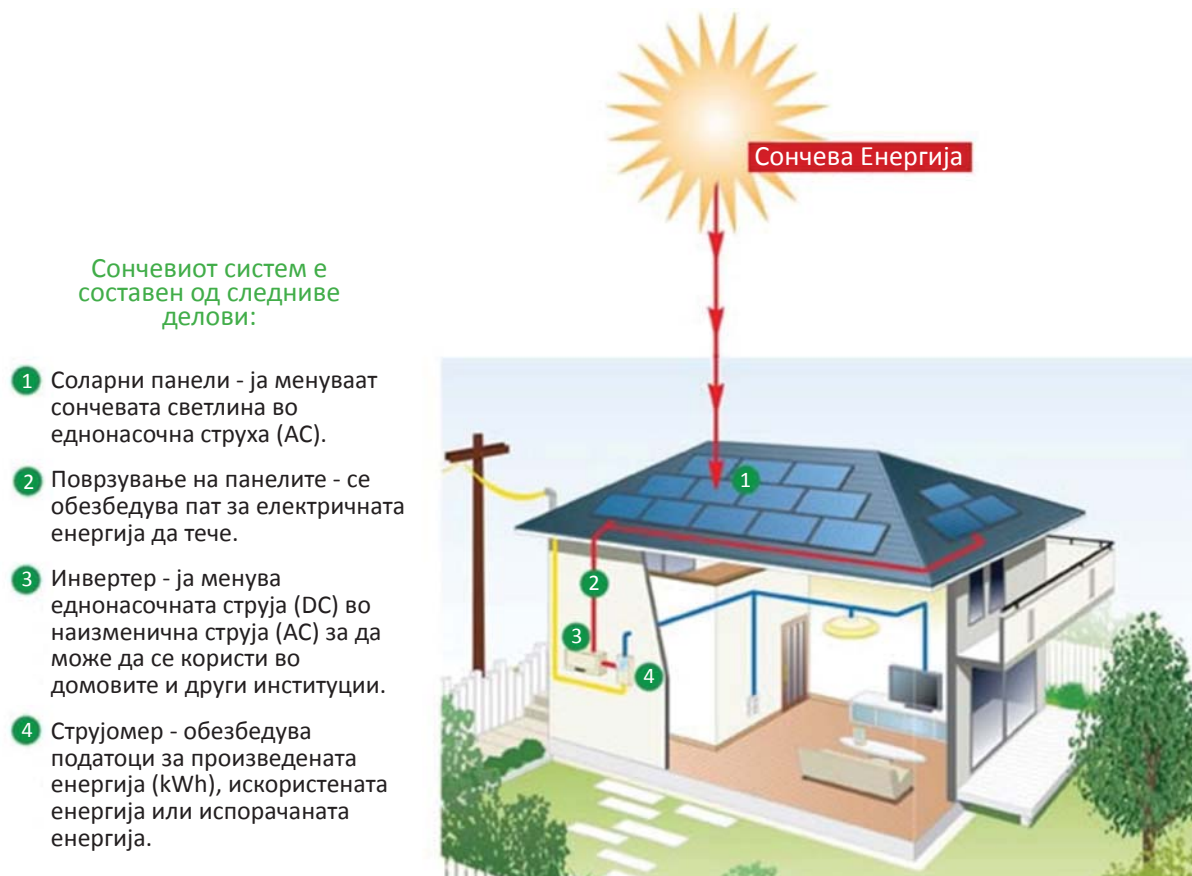 Сончева Енергија
Сончевиот систем е
составен од следниве
делови:
1 Соларни панели - ја менуваат
сончевата светлина во
еднонасочна струха (AC).
2 Поврзување на панелите - се
обезбедува пат за електричната
енергија да тече.
3 Инвертер - ја менува
еднонасочната струја (DC) во
наизменична струја (AC) за да
може да се користи во
домовите и други институции.
4 Струјомер - обезбедува
податоци за произведената
енергија (kWh), искористената
енергија или испорачаната
енергија.
1
2
3
4